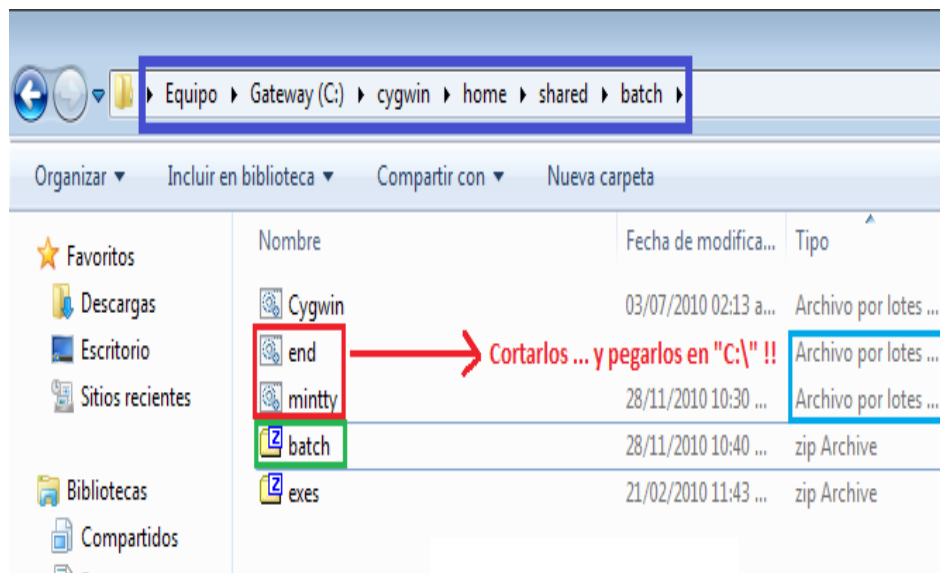 Equipo Gateway (C:) cygwin home shared batch
Organizar Incluir en biblioteca Compartir con Nueva carpeta
Nombre Fecha de modifica... Tipo
Favoritos
Descargas
Escritorio
Sitios recientes
Bibliotecas
Compartidos
Cygwin 03/07/2010 02:13 a... Archivo por lotes ...
end Cortarlos ... y pegarlos en "C:\" !! Archivo por lotes ...
mintty 28/11/2010 10:30 ... Archivo por lotes ...
batch 28/11/2010 10:40 ... zip Archive
exes 21/02/2010 11:43 ... zip Archive